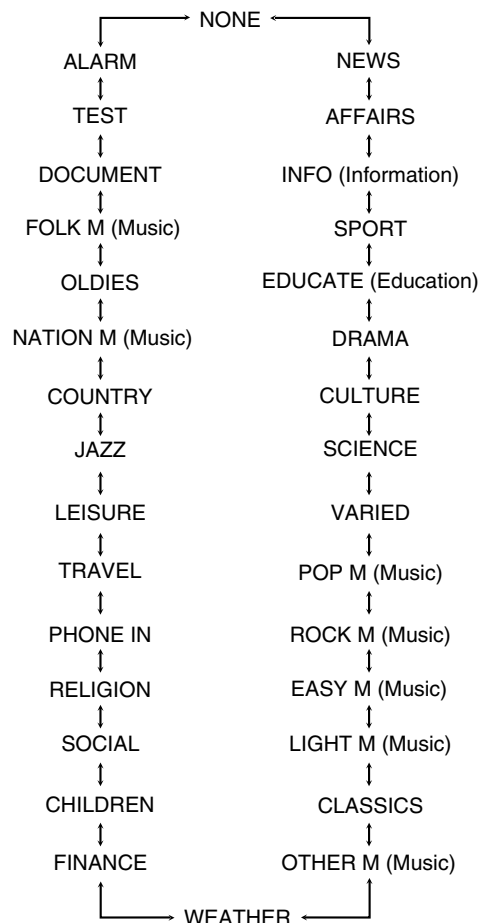 NONE
ALARM
NEWS
TEST
AFFAIRS
DOCUMENT
INFO (Information)
FOLK M (Music)
SPORT
OLDIES
EDUCATE (Education)
NATION M (Music)
DRAMA
COUNTRY
CULTURE
JAZZ
SCIENCE
LEISURE
VARIED
TRAVEL
POP M (Music)
PHONE IN
ROCK M (Music)
RELIGION
EASY M (Music)
SOCIAL
LIGHT M (Music)
CHILDREN
CLASSICS
FINANCE
OTHER M (Music)
WEATHER